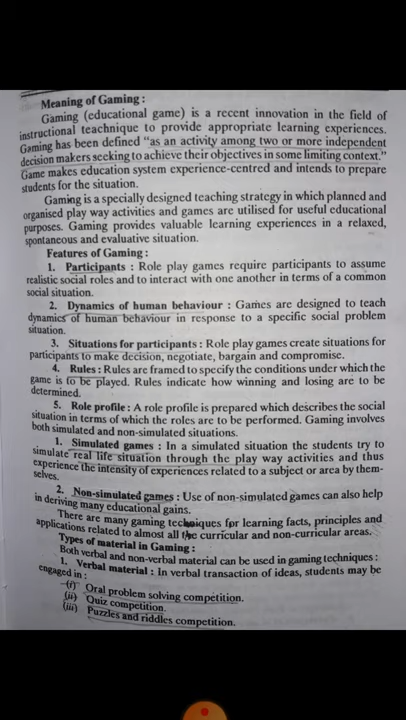 Meaning of Gaming :
Gaming (educational game) is a recent innovation in the field of
instructional teachnique to provide appropriate learning experiences.
Gaming has been defined "as an activity among two or more independent
decision makers seeking to achieve their objectives in some limiting context."
Game makes education system experience-centred and intends to prepare
students for the situation.
Gaming is a specially designed teaching strategy in which planned and
organised play way activities and games are utilised for useful educational
purposes. Gaming provides valuable learning experiences in a relaxed,
spontaneous and evaluative situation.
Features of Gaming :
1. Participants : Role play games require participants to assume
realistic social roles and to interact with one another in terms of a common
social situation.
2. Dynamics of human behaviour : Games are designed to teach
dynamics of human behaviour in response to a specific social problem
situation.
3. Situations for participants : Role play games create situations for
participants to make decision, negotiate, bargain and compromise.
4. Rules : Rules are framed to specify the conditions under which the
game is to be played. Rules indicate how winning and losing are to be
determined.
5. Role profile : A role profile is prepared which describes the social
situation in terms of which the roles are to be performed. Gaming involves
both simulated and non-simulated situations.
1. Simulated games : In a simulated situation the students try to
simulate real life situation through the play way activities and thus
experience the intensity of experiences related to a subject or area by them-
selves.
2. Non-simulated games : Use of non-simulated games can also help
in deriving many educational gains.
There are many gaming techniques for learning facts, principles and
applications related to almost all the curricular and non-curricular areas.
Types of material in Gaming :
Both verbal and non-verbal material can be used in gaming techniques :
1. Verbal material : In verbal transaction of ideas, students may be
engaged in :
(i) Oral problem solving competition.
(ii) Quiz competition.
(iii) Puzzles and riddles competition.